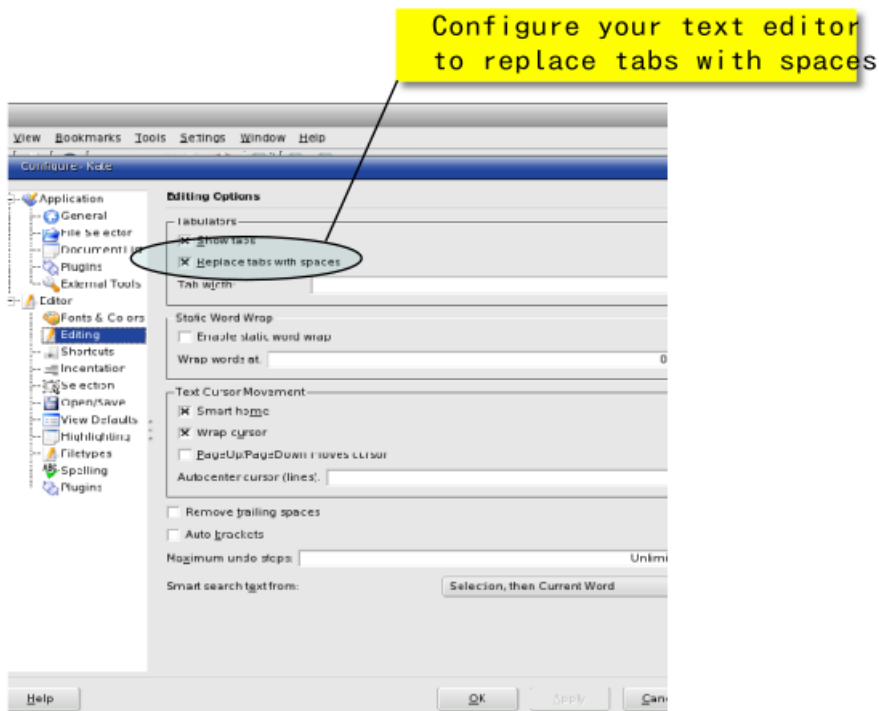 Configure your text editor
to replace tabs with spaces
View Bookmarks Tools Settings Window Help
Configure - Kate
Application
General
File Selector
Document List
Plugins
External Tools
Editor
Fonts & Colors
Editing
Shortcuts
Indentation
Selection
Open/Save
View Defaults
Highlighting
Filetypes
Spelling
Plugins
Editing Options
Tabulators
Show tabs
Replace tabs with spaces
Tab width:
Static Word Wrap
Enable static word wrap
Wrap words at:
0
Text Cursor Movement
Smart home
Wrap cursor
PageUp/PageDown moves cursor
Autocenter cursor (lines):
Remove trailing spaces
Auto brackets
Maximum undo steps:
Unlimi
Smart search text from:
Selection, then Current Word
Help
OK
Apply
Can